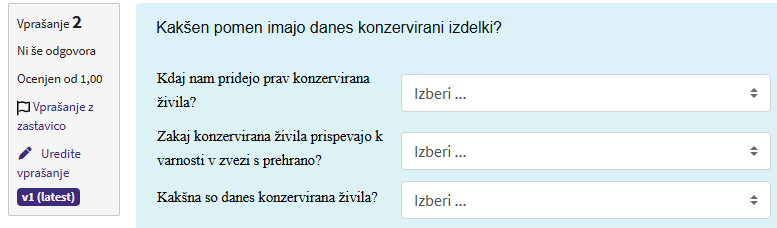 Vprašanje 2
Ni še odgovora
Ocenjen od 1,00
Vprašanje z
zastavico
Uredite
vprašanje
v1 (latest)
Kakšen pomen imajo danes konzervirani izdelki?
Kdaj nam pridejo prav konzervirana
živila?
Izberi ...
Zakaj konzervirana živila prispevajo k
varnosti v zvezi s prehrano?
Izberi ...
Kakšna so danes konzervirana živila?
Izberi ...